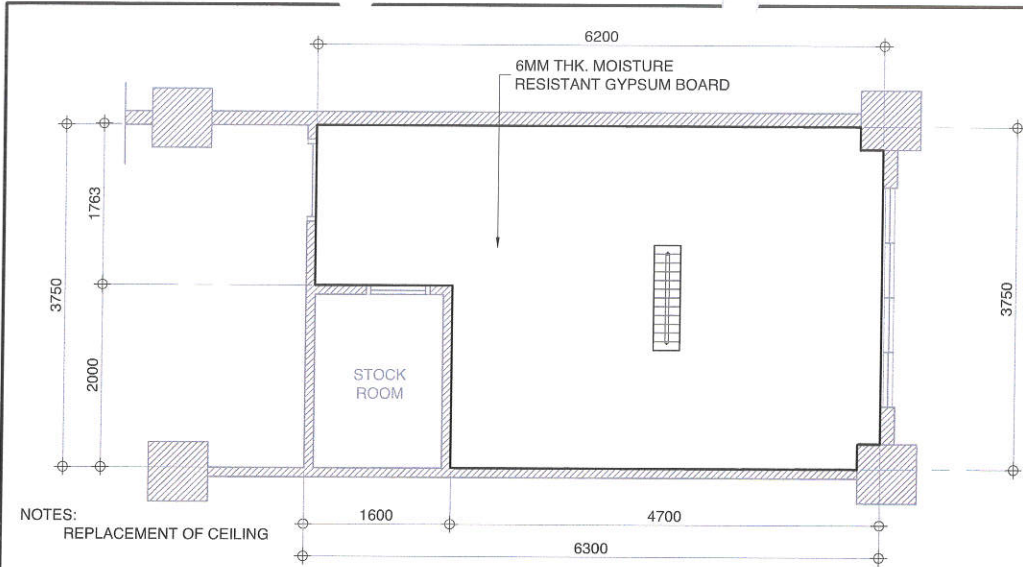 6200
6MM THK. MOISTURE
RESISTANT GYPSUM BOARD
1763
3750
3750
2000
STOCK
ROOM
NOTES:
REPLACEMENT OF CEILING
1600
4700
6300